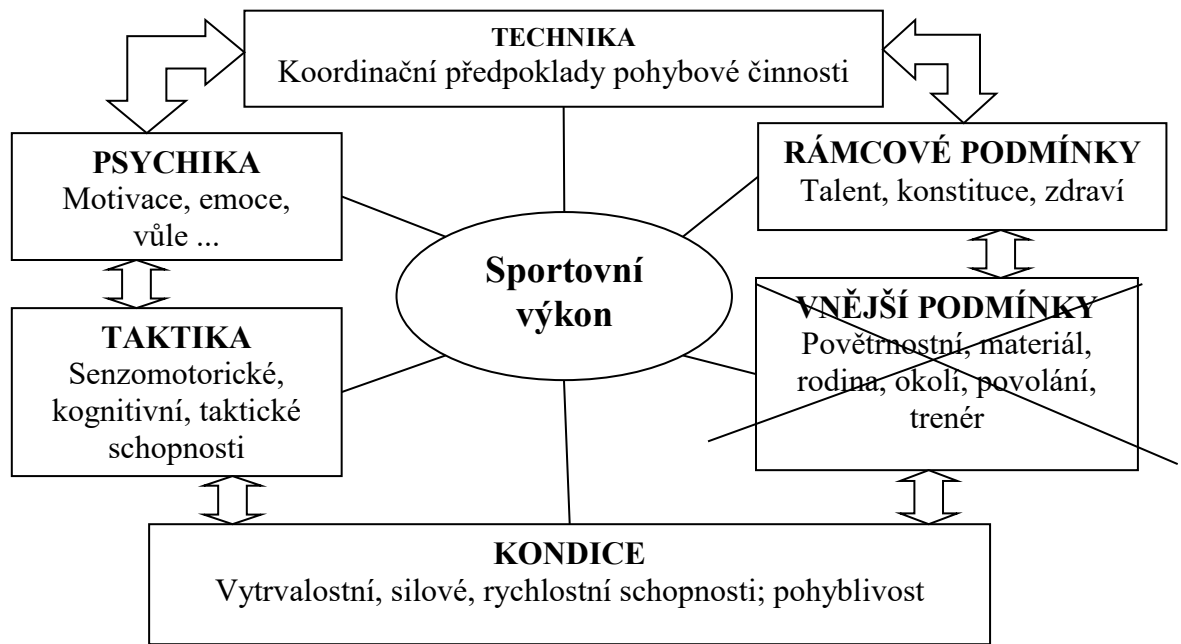 TECHNIKA
Koordinační předpoklady pohybové činnosti
PSYCHIKA
Motivace, emoce,
vůle ...
RÁMCOVÉ PODMÍNKY
Talent, konstituce, zdraví
Sportovní
výkon
TAKTIKA
Senzomotorické,
kognitivní, taktické
schopnosti
VNĚJŠÍ PODMÍNKY
Povětrnostní, materiál,
rodina, okolí, povolání,
trenér
KONDICE
Vytrvalostní, silové, rychlostní schopnosti; pohyblivost